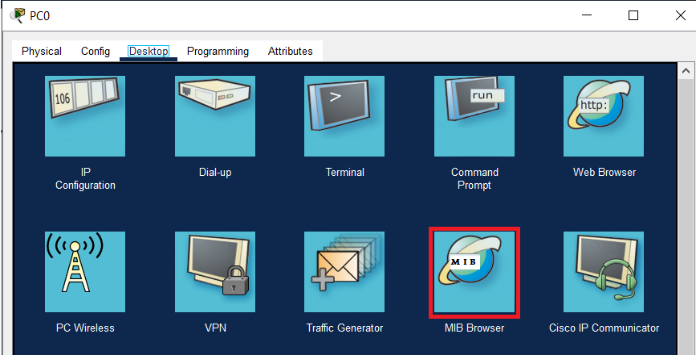 PC0
Physical Config Desktop Programming Attributes
106
>
run
http:
IP
Configuration
Dial-up
Terminal
Command
Prompt
Web Browser
MIB
PC Wireless
VPN
Traffic Generator
MIB Browser
Cisco IP Communicator